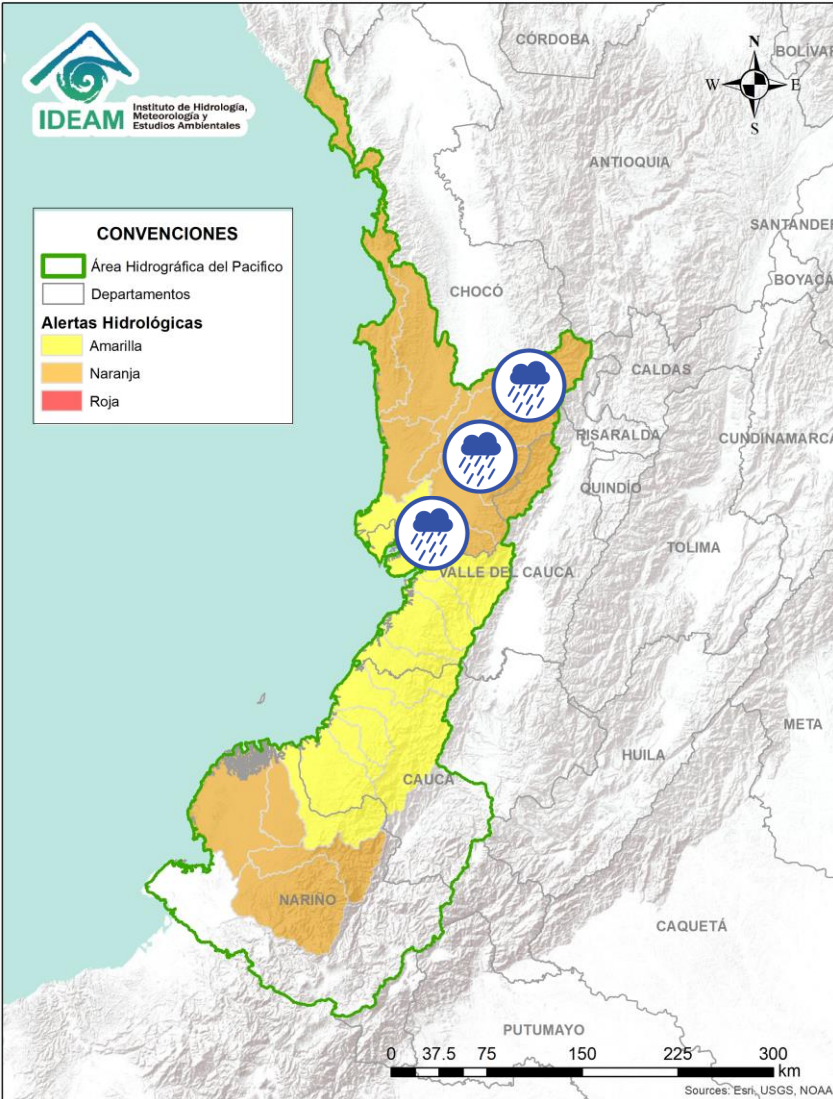 IDEAM
Instituto de Hidrología,
Meteorología y
Estudios Ambientales
N
W
E
S
CÓRDOBA
BOLÍVAR
ANTIOQUIA
SANTANDER
BOYACÁ
CONVENCIONES
Área Hidrográfica del Pacifico
Departamentos
Alertas Hidrológicas
Amarilla
Naranja
Roja
CHOCÓ
CALDAS
RISARALDA
CUNDINAMARCA
QUINDÍO
TOLIMA
VALLE DEL CAUCA
META
HUILA
CAUCA
NARIÑO
CAQUETÁ
PUTUMAYO
0 37.5 75 150 225 300
km
Sources: Esri, USGS, NOAA